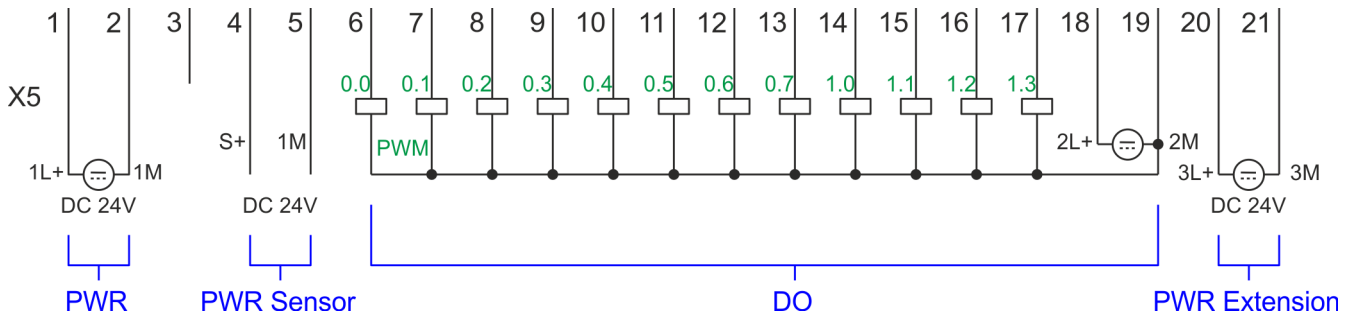 1 2 3 4 5 6 7 8 9 10 11 12 13 14 15 16 17 18 19 20 21
0.0 0.1 0.2 0.3 0.4 0.5 0.6 0.7 1.0 1.1 1.2 1.3
X5
S+ 1M PWM 2L+ 2M
1L+ 1M 3L+ 3M
DC 24V DC 24V DC 24V
PWR PWR Sensor DO PWR Extension